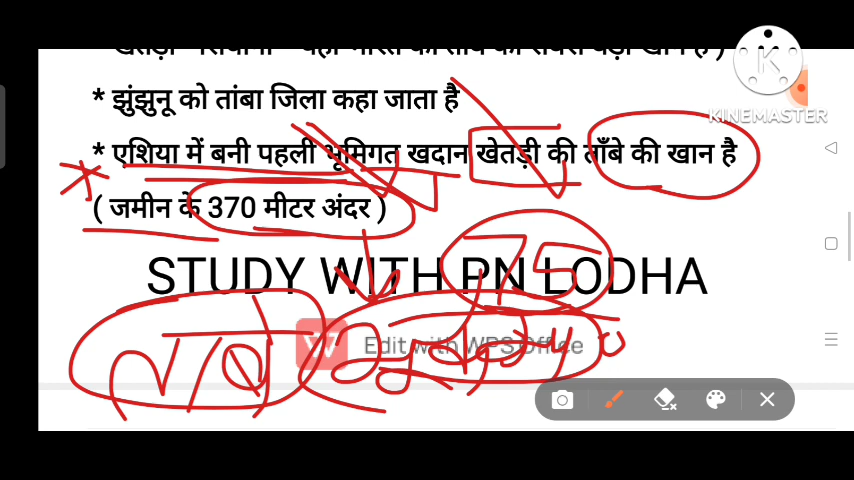 KINEMASTER
* झुंझुनू को तांबा जिला कहा जाता है
* एशिया में बनी पहली भूमिगत खदान खेतड़ी की ताँबे की खान है
( जमीन के 370 मीटर अंदर )
75
STUDY WITH PN LODHA
Edit with WPS Office